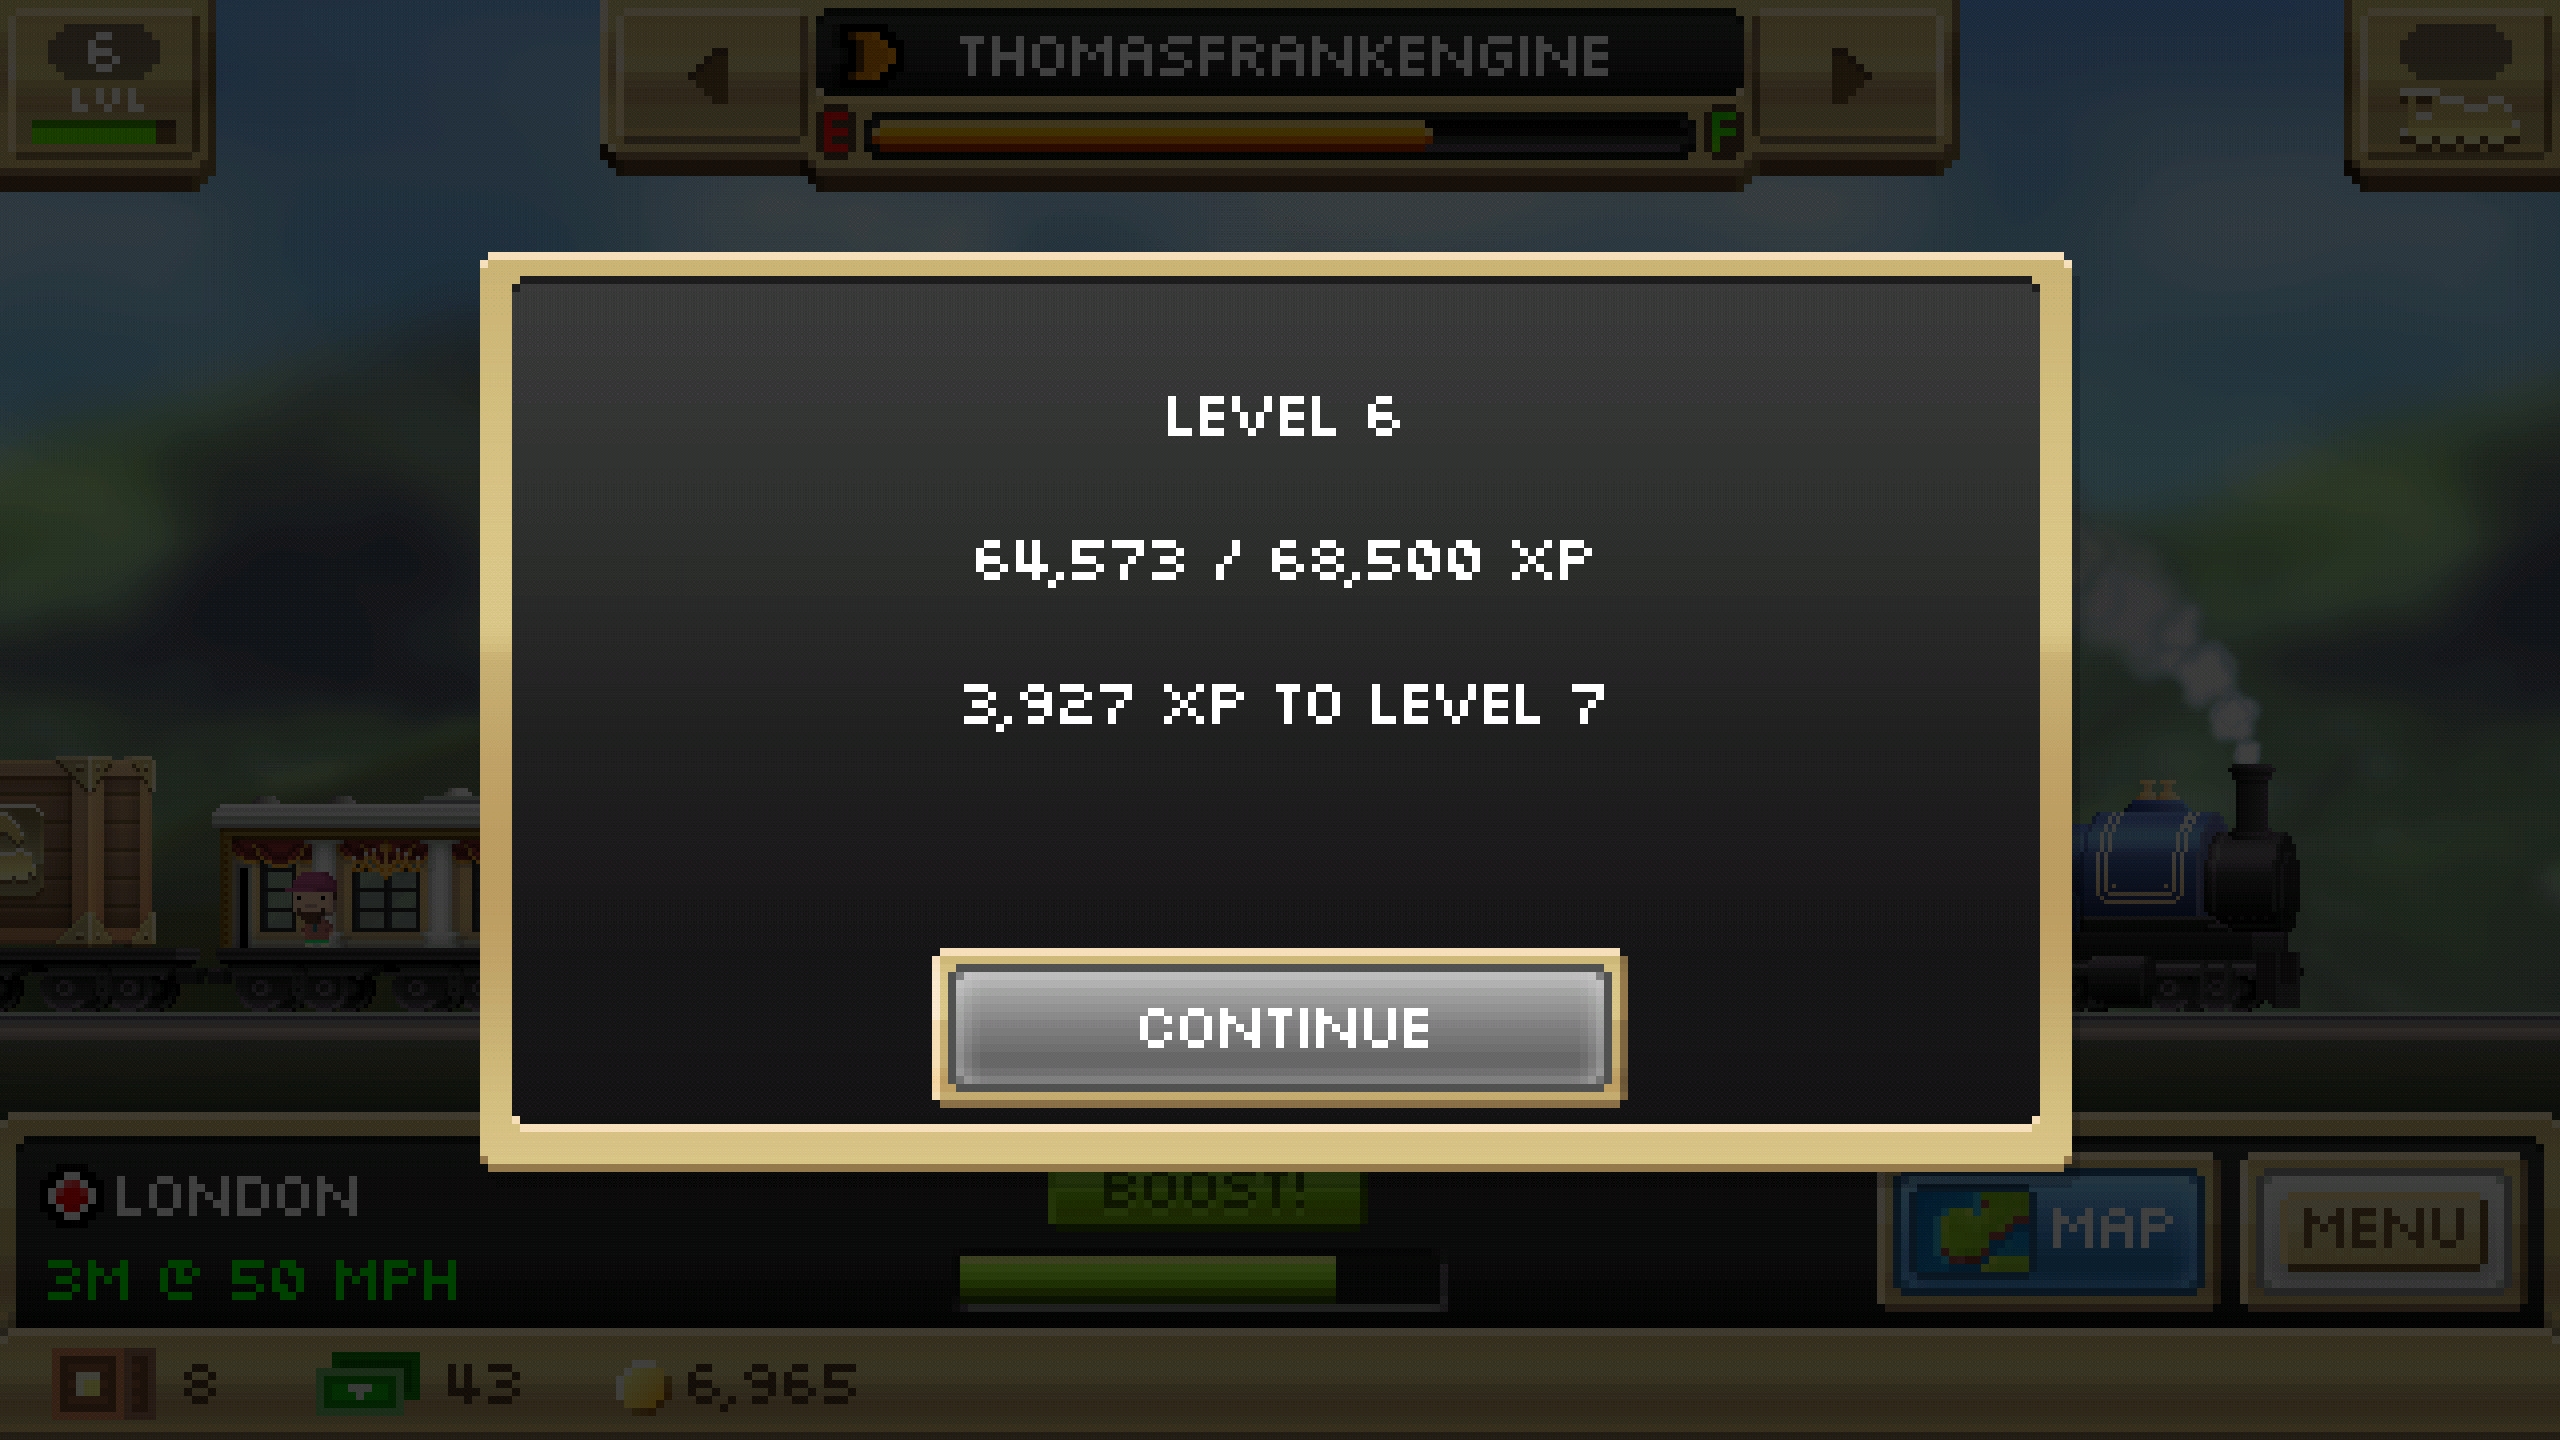 6
LVL
THOMASFRANKENGINE
E F
LEVEL 6
64,573 / 68,500 XP
3,927 XP TO LEVEL 7
CONTINUE
LONDON
BOOST!
MAP
MENU
3M @ 50 MPH
8 43 6,965